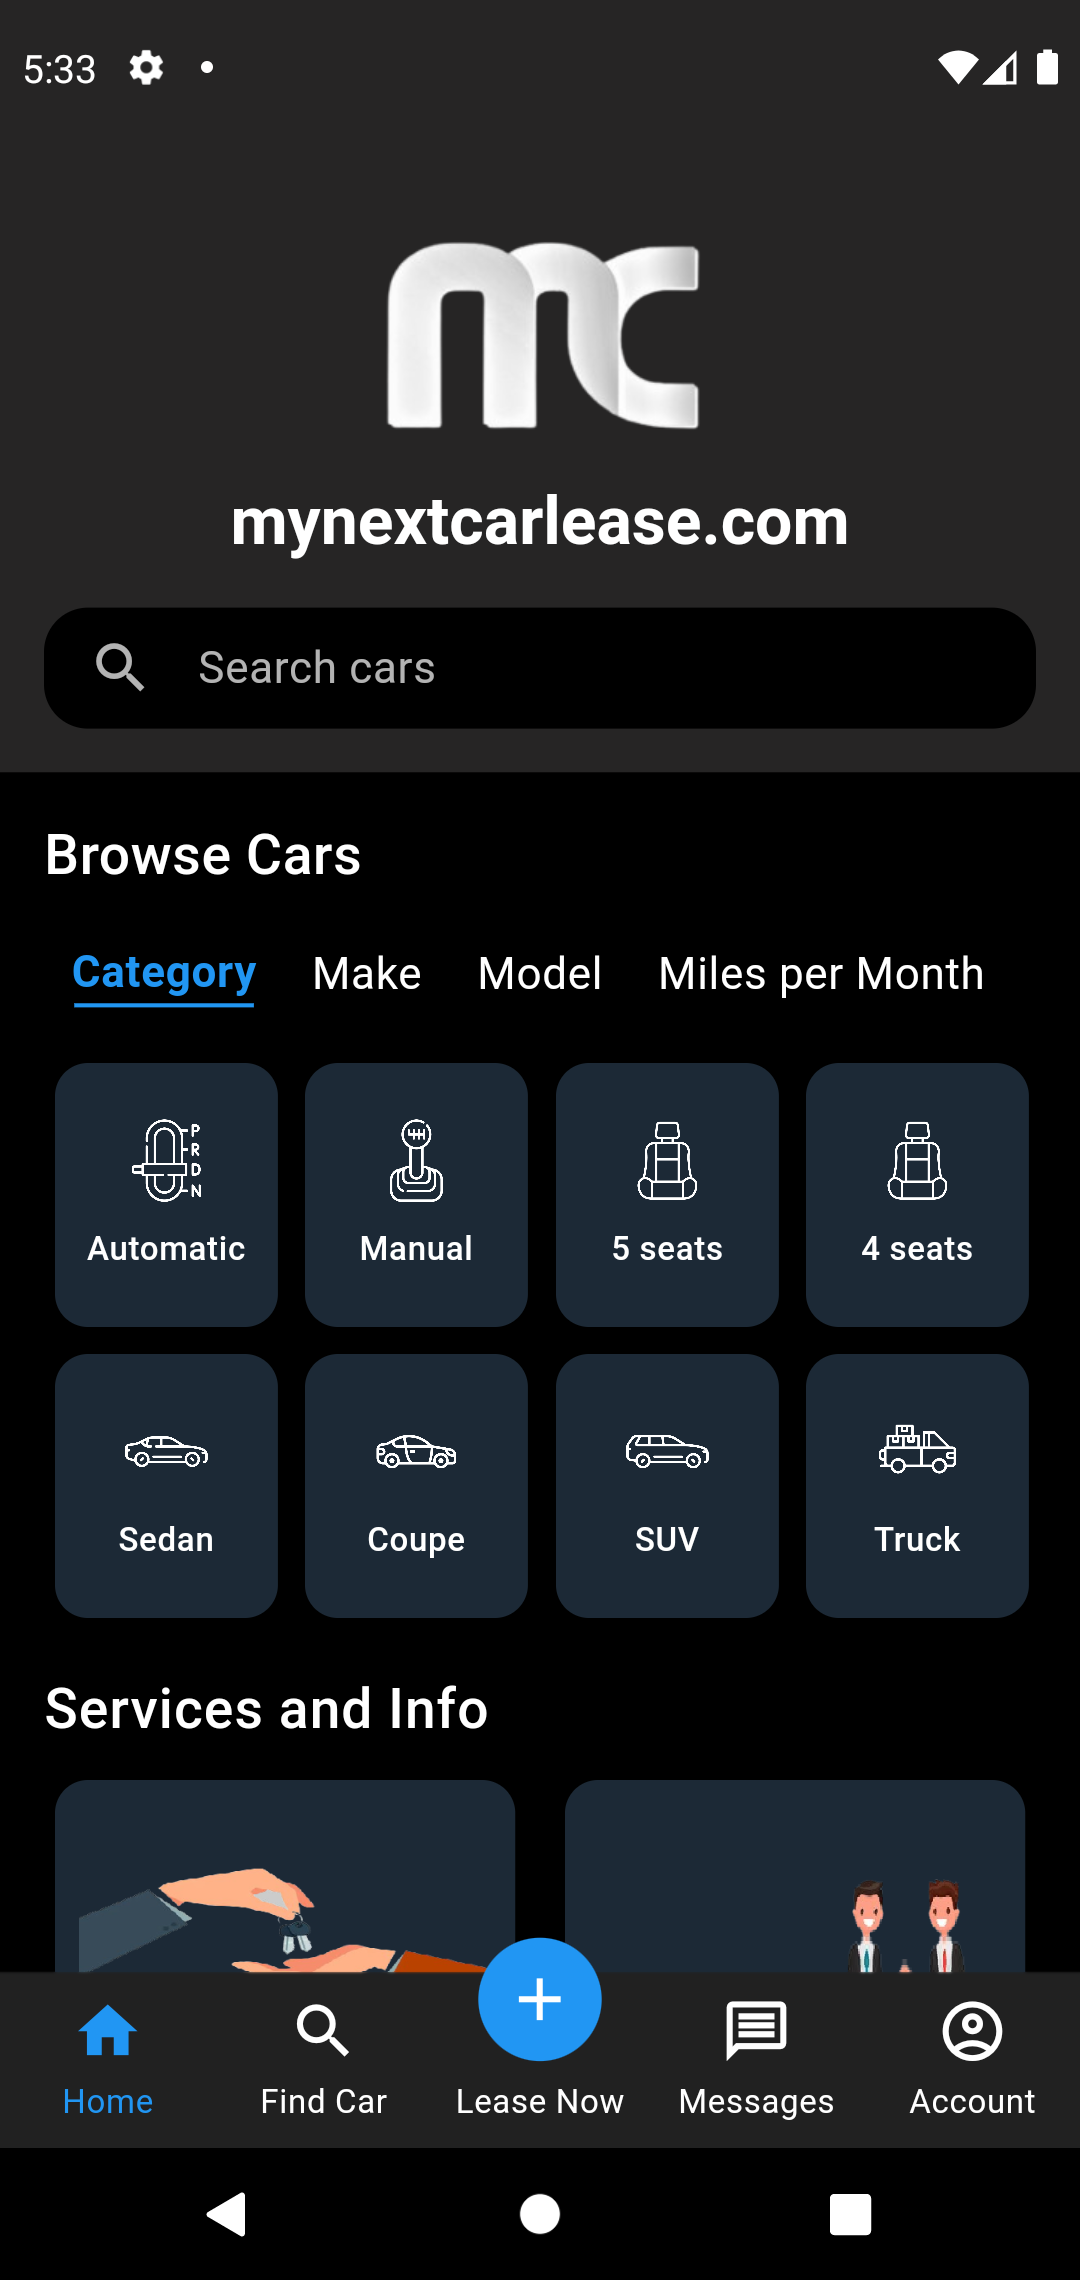 5:33
mc
mynextcarlease.com
Search cars
Browse Cars
Category Make Model Miles per Month
P
R
D
N
Automatic Manual 5 seats 4 seats
Sedan Coupe SUV Truck
Services and Info
Home Find Car Lease Now Messages Account